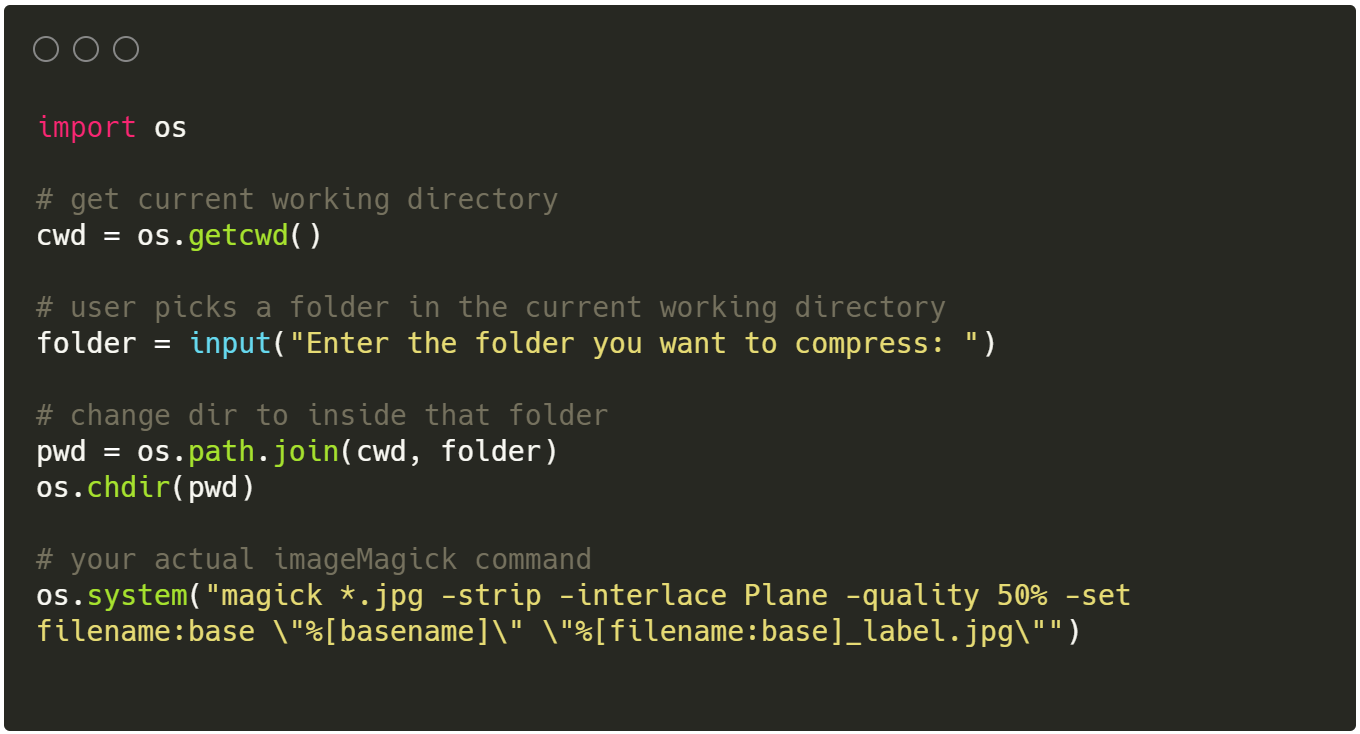 import os
# get current working directory
cwd = os.getcwd()
# user picks a folder in the current working directory
folder = input("Enter the folder you want to compress: ")
# change dir to inside that folder
pwd = os.path.join(cwd, folder)
os.chdir(pwd)
# your actual imageMagick command
os.system("magick *.jpg -strip -interlace Plane -quality 50% -set
filename:base \"%[basename]\" \"%[filename:base]_label.jpg\"")